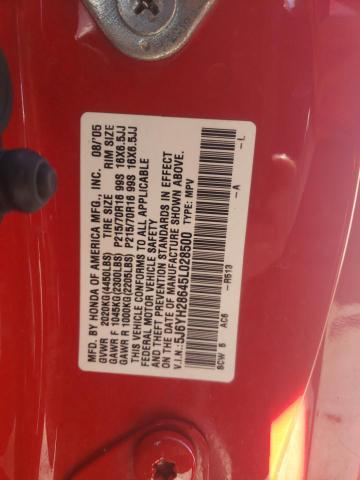 MFD. BY HONDA OF AMERICA MFG., INC. 08/'05
TIRE SIZE RIM SIZE
GVWR 2020KG(4450LBS)
GAWR F 1045KG(2300LBS) P215/70R16 99S 16X6.5JJ
GAWR R 1000KG(2205LBS) P215/70R16 99S 16X6.5JJ
THIS VEHICLE CONFORMS TO ALL APPLICABLE
FEDERAL MOTOR VEHICLE SAFETY
AND THEFT PREVENTION STANDARDS IN EFFECT
ON THE DATE OF MANUFACTURE SHOWN ABOVE.
V.I.N.: 5J6YH28645L028500 TYPE: MPV
SCW 5 AC6 -R513 -A -L